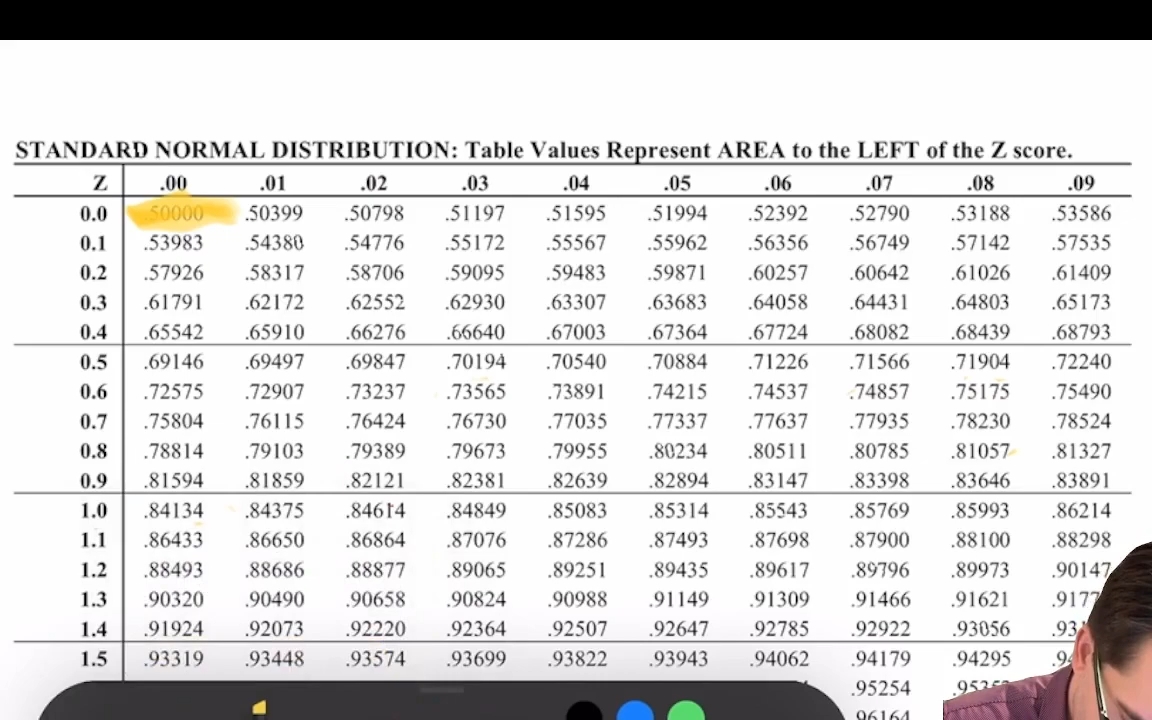 STANDARD NORMAL DISTRIBUTION: Table Values Represent AREA to the LEFT of the Z score.
Z .00 .01 .02 .03 .04 .05 .06 .07 .08 .09
0.0 .50000 .50399 .50798 .51197 .51595 .51994 .52392 .52790 .53188 .53586
0.1 .53983 .54380 .54776 .55172 .55567 .55962 .56356 .56749 .57142 .57535
0.2 .57926 .58317 .58706 .59095 .59483 .59871 .60257 .60642 .61026 .61409
0.3 .61791 .62172 .62552 .62930 .63307 .63683 .64058 .64431 .64803 .65173
0.4 .65542 .65910 .66276 .66640 .67003 .67364 .67724 .68082 .68439 .68793
0.5 .69146 .69497 .69847 .70194 .70540 .70884 .71226 .71566 .71904 .72240
0.6 .72575 .72907 .73237 .73565 .73891 .74215 .74537 .74857 .75175 .75490
0.7 .75804 .76115 .76424 .76730 .77035 .77337 .77637 .77935 .78230 .78524
0.8 .78814 .79103 .79389 .79673 .79955 .80234 .80511 .80785 .81057 .81327
0.9 .81594 .81859 .82121 .82381 .82639 .82894 .83147 .83398 .83646 .83891
1.0 .84134 .84375 .84614 .84849 .85083 .85314 .85543 .85769 .85993 .86214
1.1 .86433 .86650 .86864 .87076 .87286 .87493 .87698 .87900 .88100 .88298
1.2 .88493 .88686 .88877 .89065 .89251 .89435 .89617 .89796 .89973 .90147
1.3 .90320 .90490 .90658 .90824 .90988 .91149 .91309 .91466 .91621
1.4 .91924 .92073 .92220 .92364 .92507 .92647 .92785 .92922 .93056
1.5 .93319 .93448 .93574 .93699 .93822 .93943 .94062 .94179 .94295
.95254
.96164